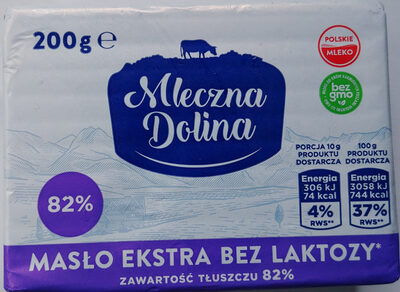 200g ℮
POLSKIE
MLEKO
Mleczna
Dolina
bez
gmo
PORCJA 10g
PRODUKTU
DOSTARCZA
100g
PRODUKTU
DOSTARCZA
Energia
306 kJ
74 kcal
4%
RWS**
Energia
3058 kJ
744 kcal
37%
RWS**
82%
MASŁO EKSTRA BEZ LAKTOZY*
ZAWARTOŚĆ TŁUSZCZU 82%